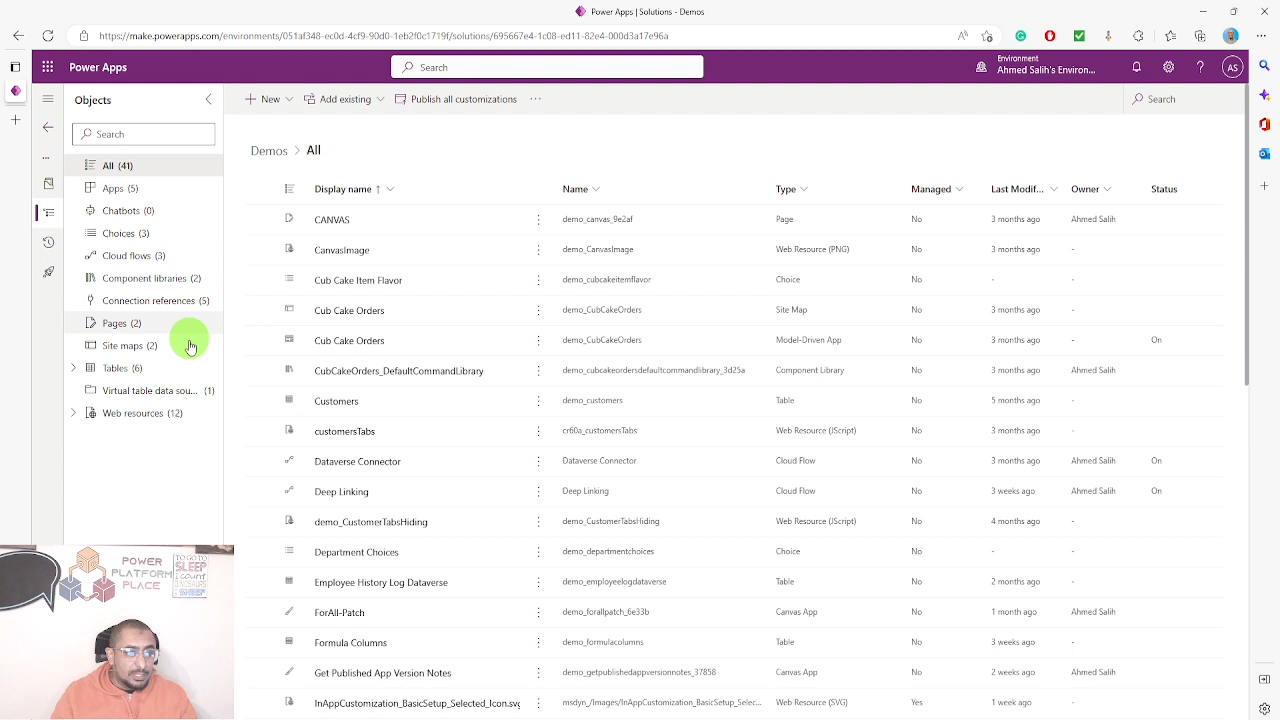 Power Apps | Solutions - Demos
https://make.powerapps.com/environments/051af348-ec0d-4cf9-90d0-1eb2f0c1719f/solutions/695667e4-1c08-ed11-82e4-000d3a17e96a
Power Apps
Search
Environment
Ahmed Salih's Environ...
AS
Objects
New
Add existing
Publish all customizations
Search
Search
Demos > All
All (41)
Apps (5)
Chatbots (0)
Choices (3)
Cloud flows (3)
Component libraries (2)
Connection references (5)
Pages (2)
Site maps (2)
Tables (6)
Virtual table data sou... (1)
Web resources (12)
Display name ↑ Name Type Managed Last Modif... Owner Status
CANVAS demo_canvas_9e2af Page No 3 months ago Ahmed Salih
CanvasImage demo_CanvasImage Web Resource (PNG) No 3 months ago -
Cub Cake Item Flavor demo_cubcakeitemflavor Choice No - -
Cub Cake Orders demo_CubCakeOrders Site Map No 3 months ago -
Cub Cake Orders demo_CubCakeOrders Model-Driven App No 3 months ago - On
CubCakeOrders_DefaultCommandLibrary demo_cubcakeordersdefaultcommandlibrary_3d25a Component Library No 3 months ago Ahmed Salih
Customers demo_customers Table No 5 months ago -
customersTabs cr60a_customersTabs Web Resource (JScript) No 3 months ago -
Dataverse Connector Dataverse Connector Cloud Flow No 3 months ago Ahmed Salih On
Deep Linking Deep Linking Cloud Flow No 3 weeks ago Ahmed Salih On
demo_CustomerTabsHiding demo_CustomerTabsHiding Web Resource (JScript) No 4 months ago -
Department Choices demo_departmentchoices Choice No - -
Employee History Log Dataverse demo_employeelogdataverse Table No 2 months ago -
ForAll-Patch demo_forallpatch_6e33b Canvas App No 1 month ago Ahmed Salih
Formula Columns demo_formulacolumns Table No 3 weeks ago -
Get Published App Version Notes demo_getpublishedappversionnotes_37858 Canvas App No 2 weeks ago Ahmed Salih
InAppCustomization_BasicSetup_Selected_Icon.svg msdyn_/Images/InAppCustomization_BasicSetup_Selec... Web Resource (SVG) Yes 1 week ago -
POWER
PLATFORM
PLACE
TO GO TO
SLEEP
I COUNT
DINOSAURS